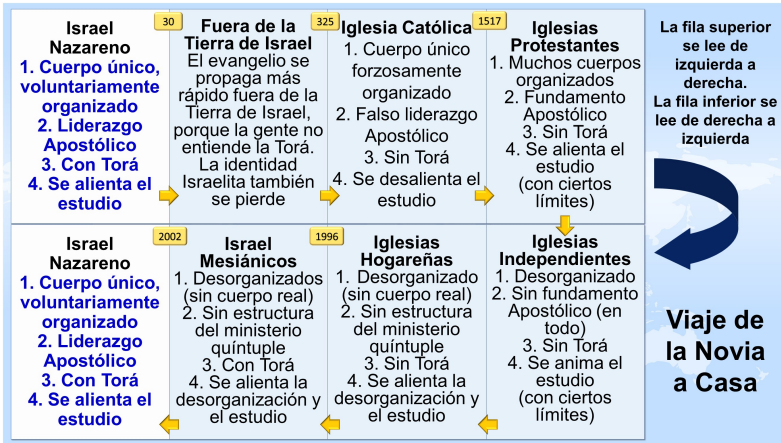 Israel
Nazareno
1. Cuerpo único,
voluntariamente
organizado
2. Liderazgo
Apostólico
3. Con Torá
4. Se alienta el
estudio
30
Fuera de la
Tierra de Israel
El evangelio se
propaga más
rápido fuera de la
Tierra de Israel,
porque la gente no
entiende la Torá.
La identidad
Israelita también
se pierde
325
Iglesia Católica
1. Cuerpo único
forzosamente
organizado
2. Falso liderazgo
Apostólico
3. Sin Torá
4. Se desalienta el
estudio
1517
Iglesias
Protestantes
1. Muchos cuerpos
organizados
2. Fundamento
Apostólico
3. Sin Torá
4. Se alienta el
estudio
(con ciertos
límites)
La fila superior
se lee de
izquierda a
derecha.
La fila inferior se
lee de derecha a
izquierda
Iglesias
Independientes
1. Desorganizado
2. Sin fundamento
Apostólico (en
todo)
3. Sin Torá
4. Se anima el
estudio
(con ciertos
límites)
Iglesias
Hogareñas
1. Desorganizado
(sin cuerpo real)
2. Sin estructura
del ministerio
quíntuple
3. Sin Torá
4. Se alienta la
desorganización y
el estudio
1996
Israel
Mesiánicos
1. Desorganizados
(sin cuerpo real)
2. Sin estructura
del ministerio
quíntuple
3. Con Torá
4. Se alienta la
desorganización y
el estudio
2002
Israel
Nazareno
1. Cuerpo único,
voluntariamente
organizado
2. Liderazgo
Apostólico
3. Con Torá
4. Se alienta el
estudio
Viaje de
la Novia
a Casa